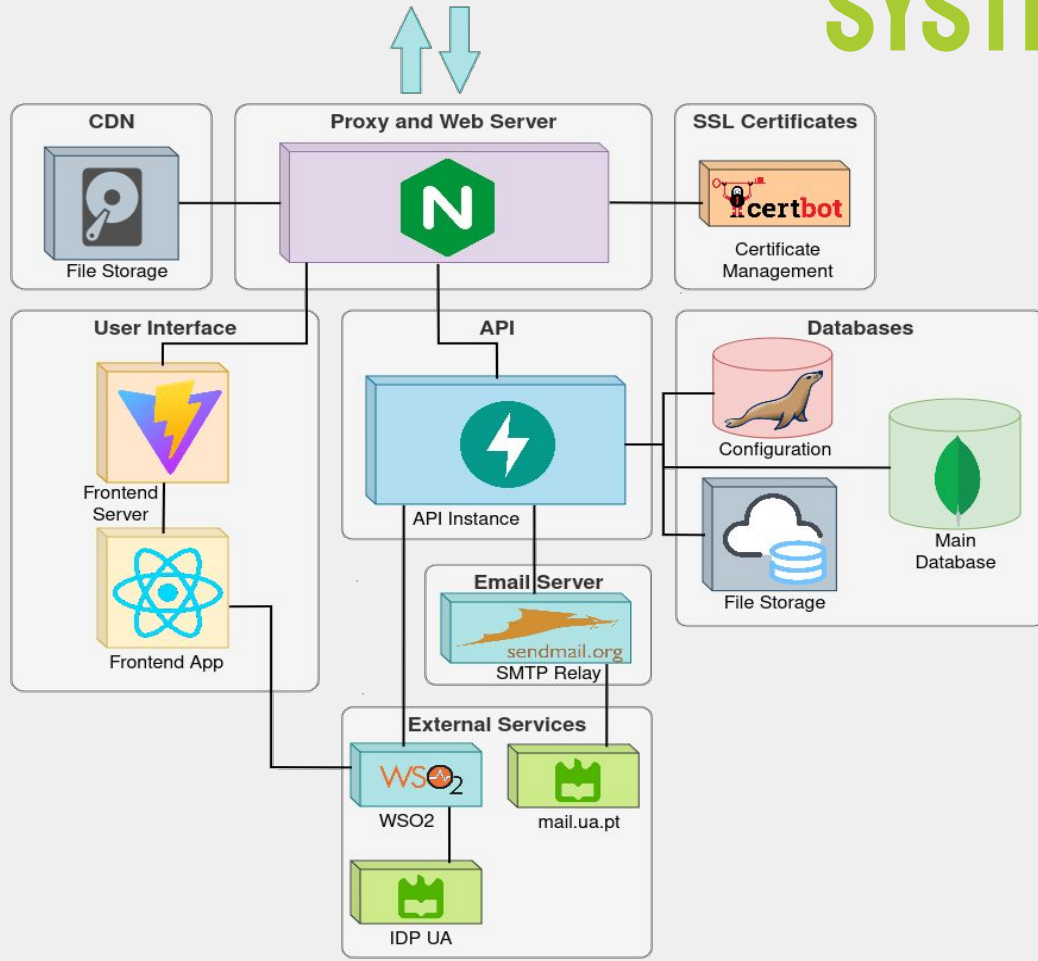 SYSTE
CDN
Proxy and Web Server
SSL Certificates
N
certbot
File Storage
Certificate
Management
User Interface
API
Databases
Configuration
Frontend
Server
API Instance
Main
Database
Email Server
File Storage
sendmail.org
Frontend App
SMTP Relay
External Services
WSO2
WSO2
mail.ua.pt
IDP UA